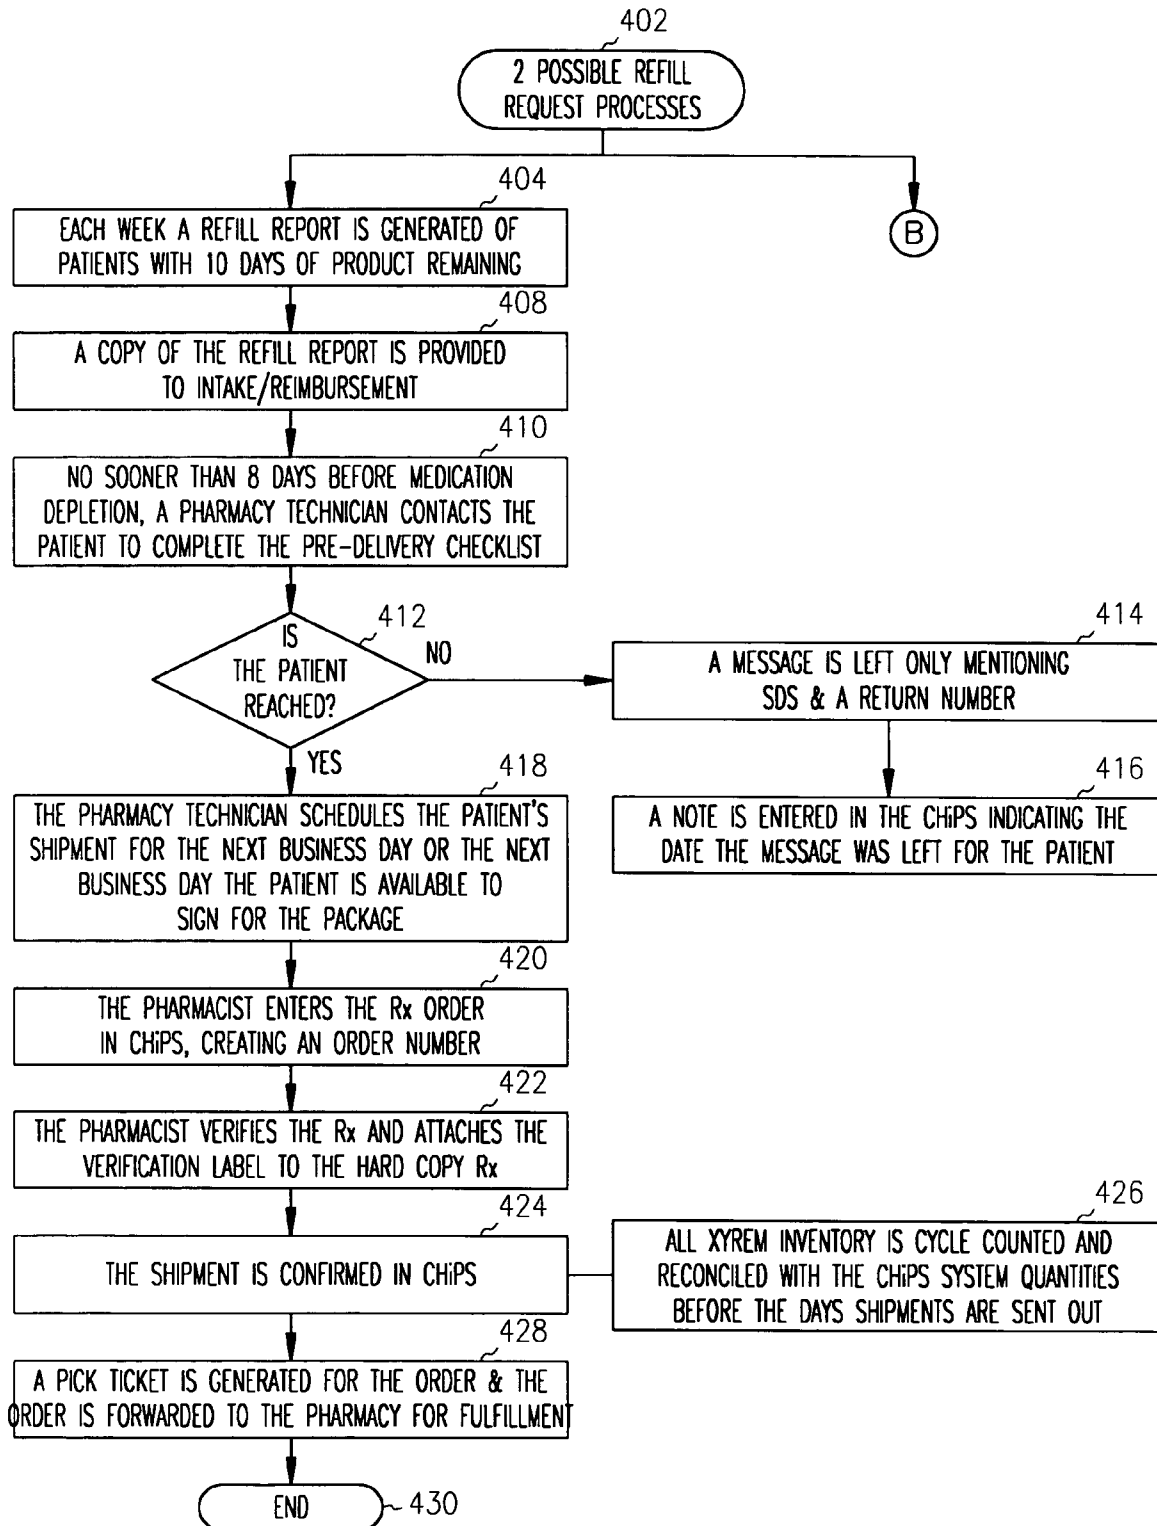 402
2 POSSIBLE REFILL
REQUEST PROCESSES
404
EACH WEEK A REFILL REPORT IS GENERATED OF
PATIENTS WITH 10 DAYS OF PRODUCT REMAINING
B
408
A COPY OF THE REFILL REPORT IS PROVIDED
TO INTAKE/REIMBURSEMENT
410
NO SOONER THAN 8 DAYS BEFORE MEDICATION
DEPLETION, A PHARMACY TECHNICIAN CONTACTS THE
PATIENT TO COMPLETE THE PRE-DELIVERY CHECKLIST
412
IS
THE PATIENT
REACHED?
NO
414
A MESSAGE IS LEFT ONLY MENTIONING
SDS & A RETURN NUMBER
416
A NOTE IS ENTERED IN THE CHiPS INDICATING THE
DATE THE MESSAGE WAS LEFT FOR THE PATIENT
YES
418
THE PHARMACY TECHNICIAN SCHEDULES THE PATIENT'S
SHIPMENT FOR THE NEXT BUSINESS DAY OR THE NEXT
BUSINESS DAY THE PATIENT IS AVAILABLE TO
SIGN FOR THE PACKAGE
420
THE PHARMACIST ENTERS THE Rx ORDER
IN CHiPS, CREATING AN ORDER NUMBER
422
THE PHARMACIST VERIFIES THE Rx AND ATTACHES THE
VERIFICATION LABEL TO THE HARD COPY Rx
424
THE SHIPMENT IS CONFIRMED IN CHiPS
426
ALL XYREM INVENTORY IS CYCLE COUNTED AND
RECONCILED WITH THE CHiPS SYSTEM QUANTITIES
BEFORE THE DAYS SHIPMENTS ARE SENT OUT
428
A PICK TICKET IS GENERATED FOR THE ORDER & THE
ORDER IS FORWARDED TO THE PHARMACY FOR FULFILLMENT
END
430